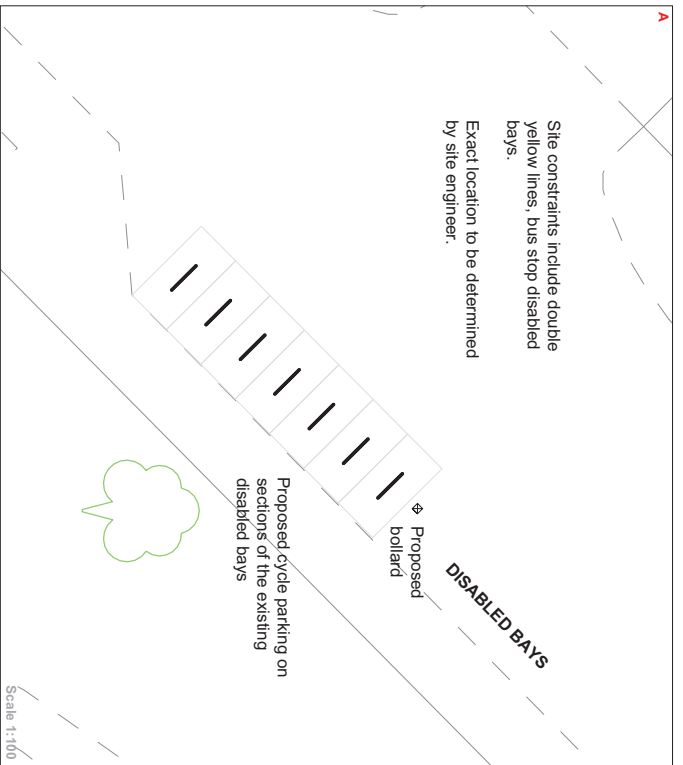 A
Site constraints include double
yellow lines, bus stop disabled
bays.
Exact location to be determined
by site engineer.
Proposed
bollard
DISABLED BAYS
Proposed cycle parking on
sections of the existing
disabled bays
Scale 1:100